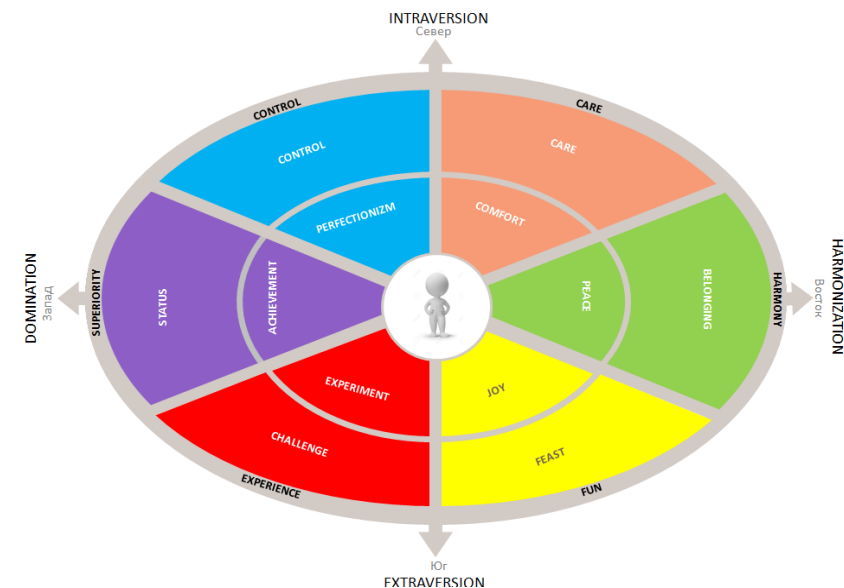 INTRAVERSION
Север
CONTROL
CARE
CONTROL
CARE
PERFECTIONIZM
COMFORT
DOMINATION
Запад
SUPERIORITY
STATUS
ACHIEVEMENT
PEACE
BELONGING
HARMONY
Восток
HARMONIZATION
EXPERIMENT
JOY
CHALLENGE
FEAST
EXPERIENCE
FUN
Юг
EXTRAVERSION